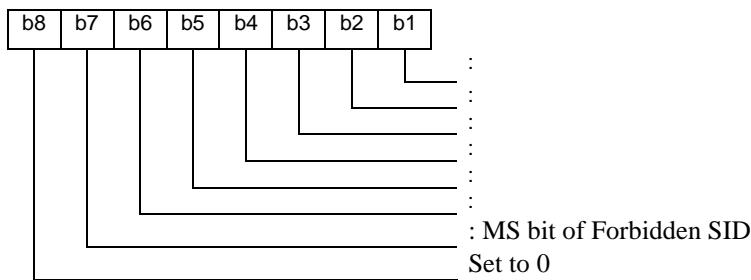 b8 b7 b6 b5 b4 b3 b2 b1
:
:
:
:
:
:
: MS bit of Forbidden SID
Set to 0